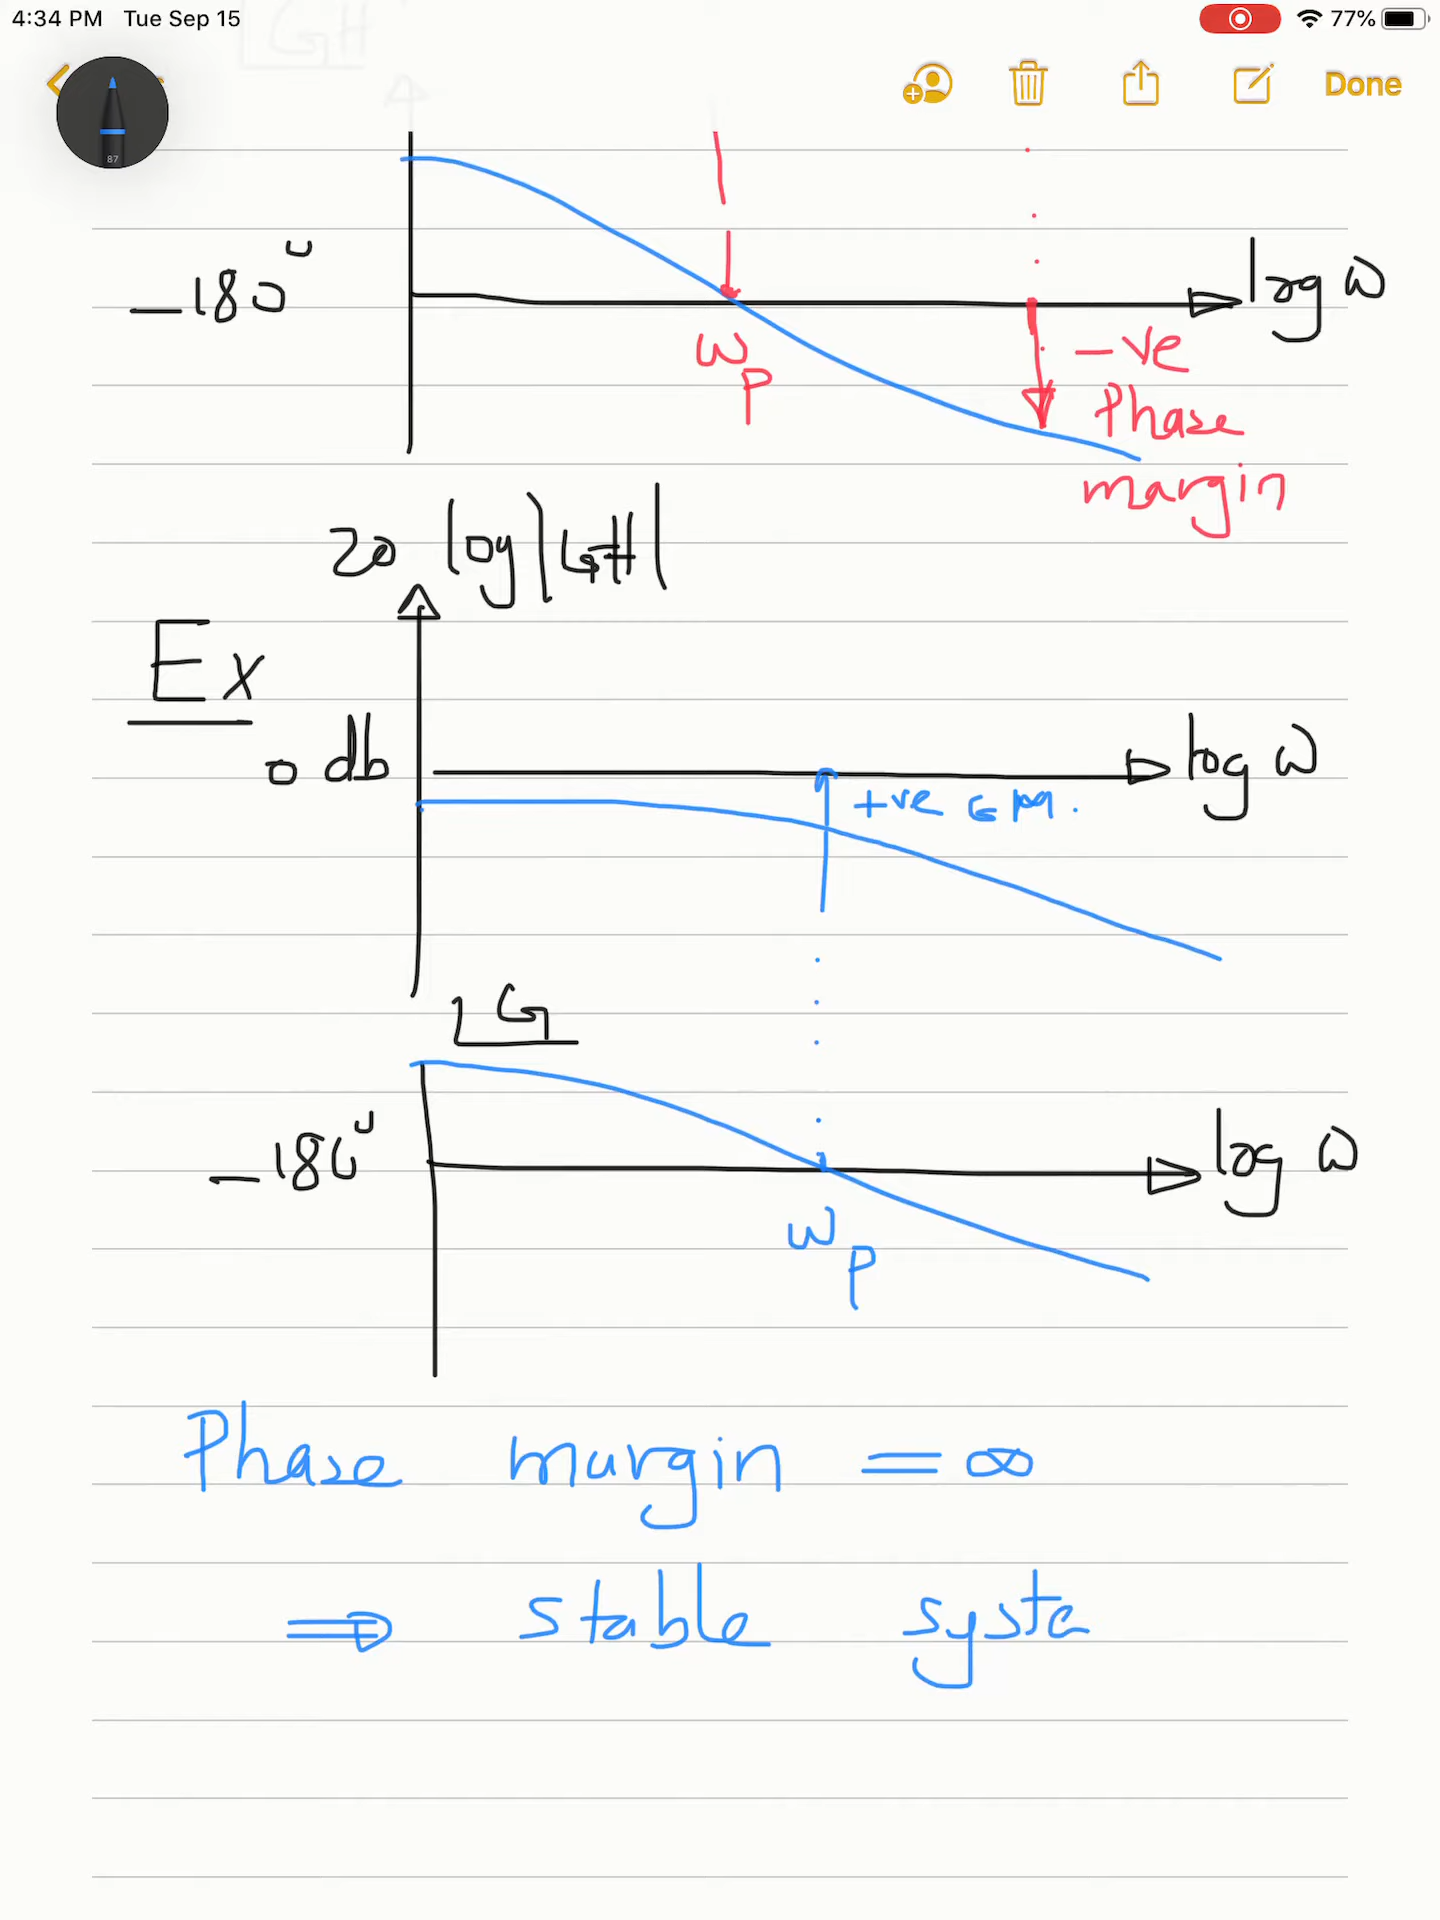 4:34 PM Tue Sep 15 77%
Done
87
-180° log ω
ωp -ve
Phase
margin
20 log|GH|
Ex
0 db log ω
+ve GM.
∠G
-180° log ω
ωp
Phase margin = ∞
⇒ stable syste